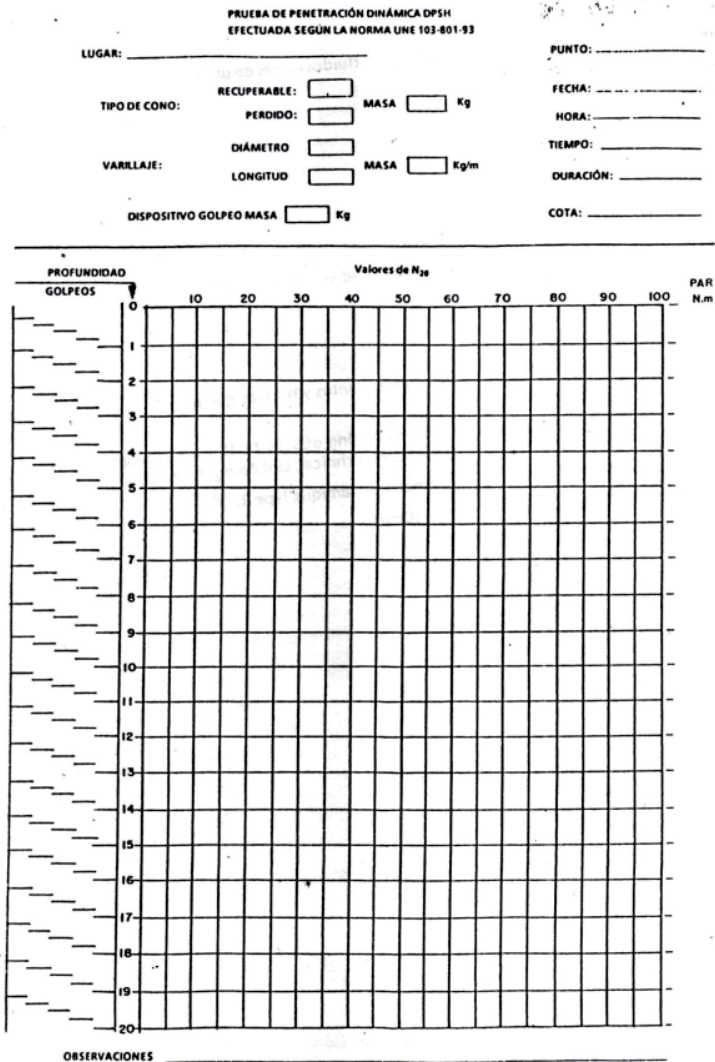 PRUEBA DE PENETRACIÓN DINÁMICA DPSH
EFECTUADA SEGÚN LA NORMA UNE 103-801-93
LUGAR:
PUNTO:
TIPO DE CONO:
RECUPERABLE:
PERDIDO:
MASA Kg
FECHA:
HORA:
VARILLAJE:
DIÁMETRO
LONGITUD
MASA Kg/m
TIEMPO:
DURACIÓN:
DISPOSITIVO GOLPEO MASA Kg
COTA:
PROFUNDIDAD
GOLPEOS
Valores de N₂₀
PAR
N.m
0 10 20 30 40 50 60 70 80 90 100
1
2
3
4
5
6
7
8
9
10
11
12
13
14
15
16
17
18
19
20
OBSERVACIONES